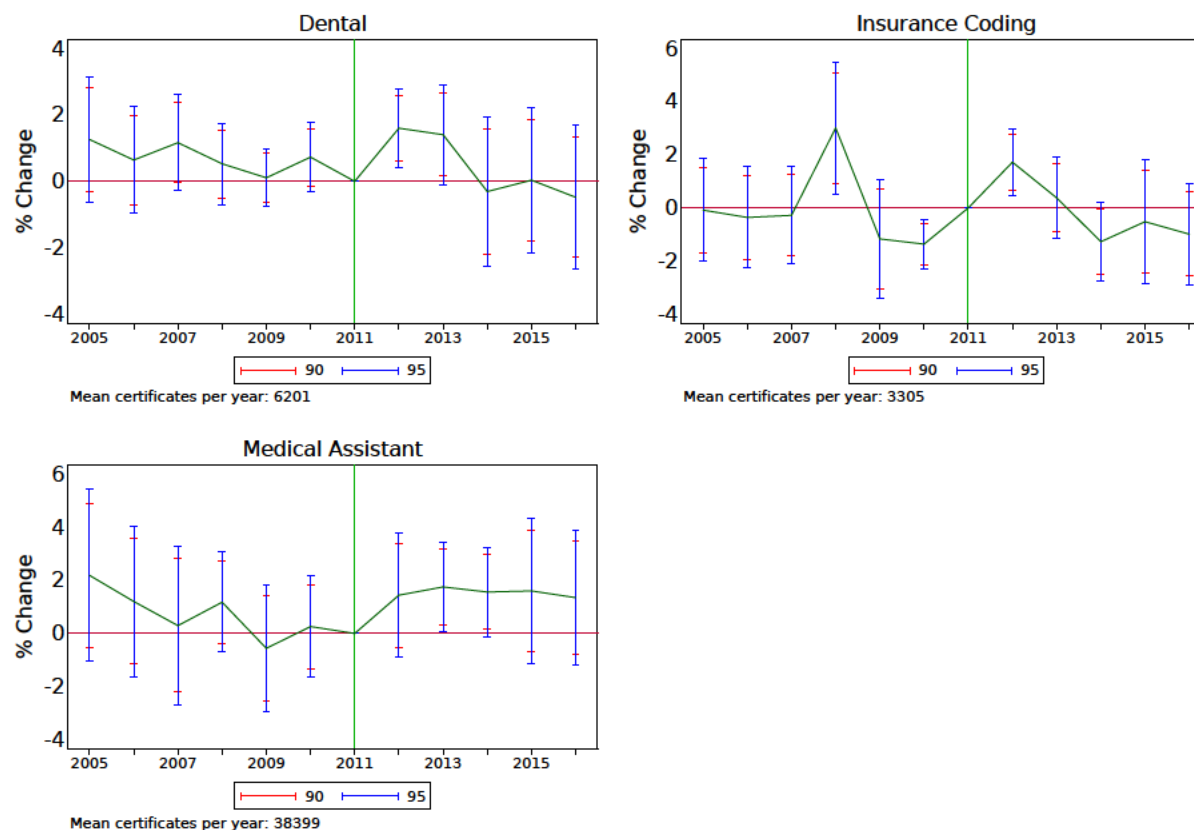 Dental
% Change
4
2
0
-2
-4
2005 2007 2009 2011 2013 2015
90 95
Mean certificates per year: 6201
Insurance Coding
% Change
6
4
2
0
-2
-4
2005 2007 2009 2011 2013 2015
90 95
Mean certificates per year: 3305
Medical Assistant
% Change
6
4
2
0
-2
-4
2005 2007 2009 2011 2013 2015
90 95
Mean certificates per year: 38399